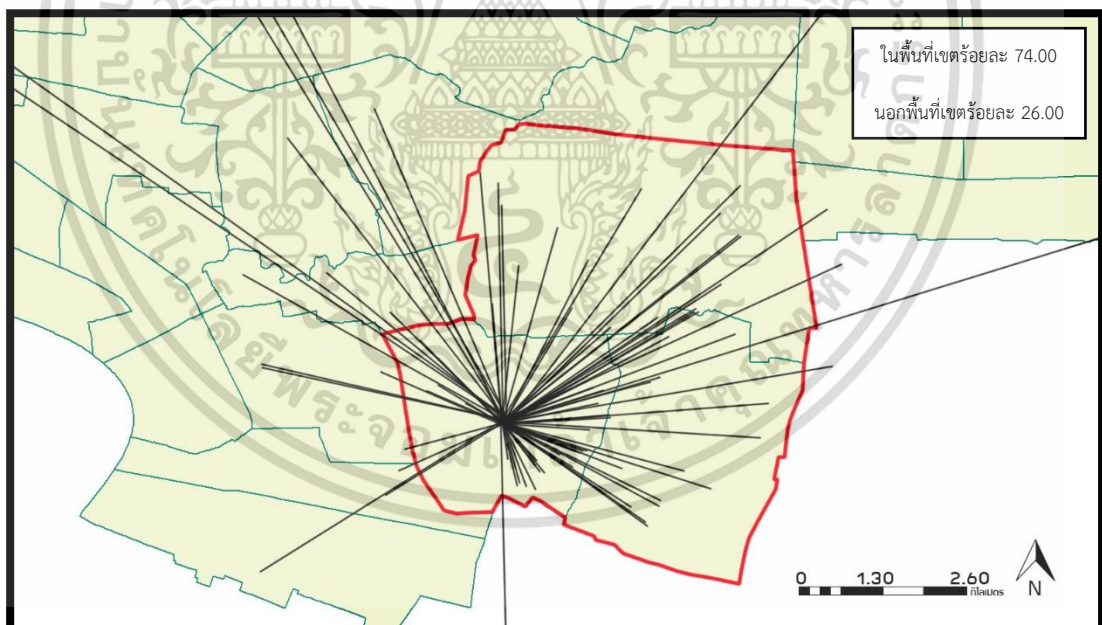 ในพื้นที่เขตร้อยละ 74.00
นอกพื้นที่เขตร้อยละ 26.00
0 1.30 2.60
กิโลเมตร
N